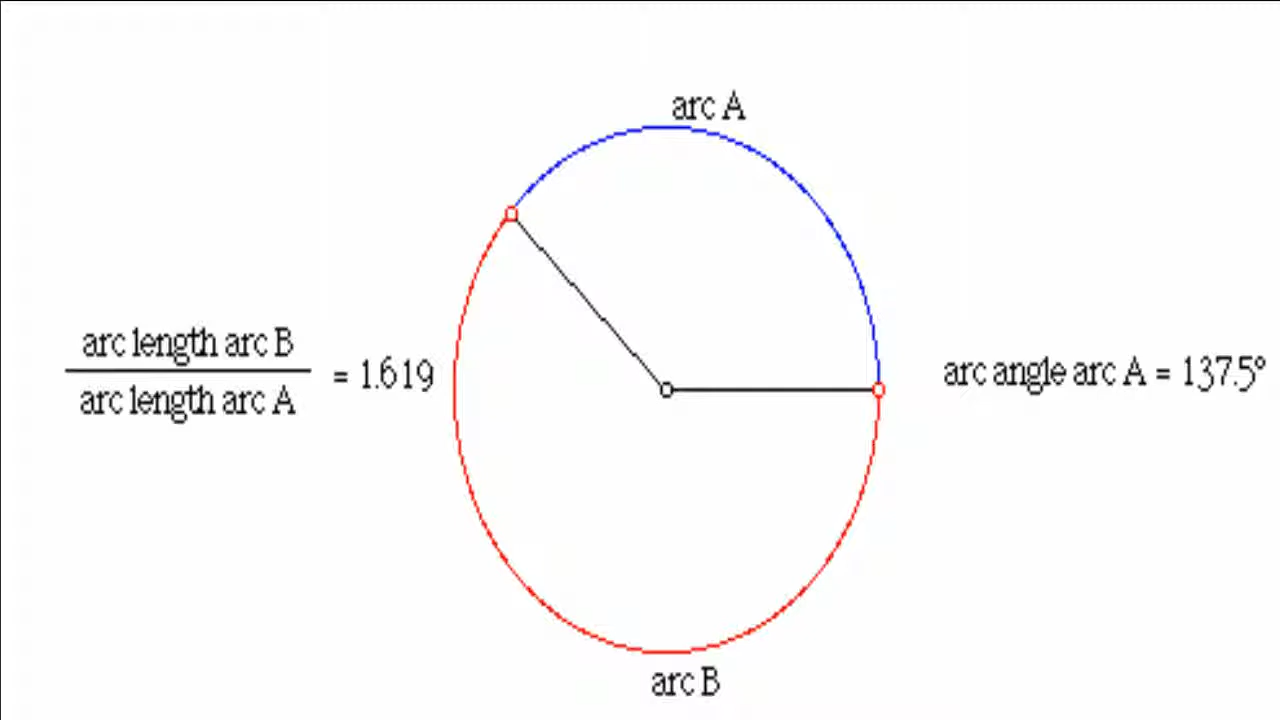 arc A
arc length arc B
arc length arc A
= 1.619
arc angle arc A = 137.5°
arc B